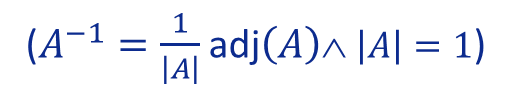 (A⁻¹ = 1/|A| adj(A) ∧ |A| = 1)